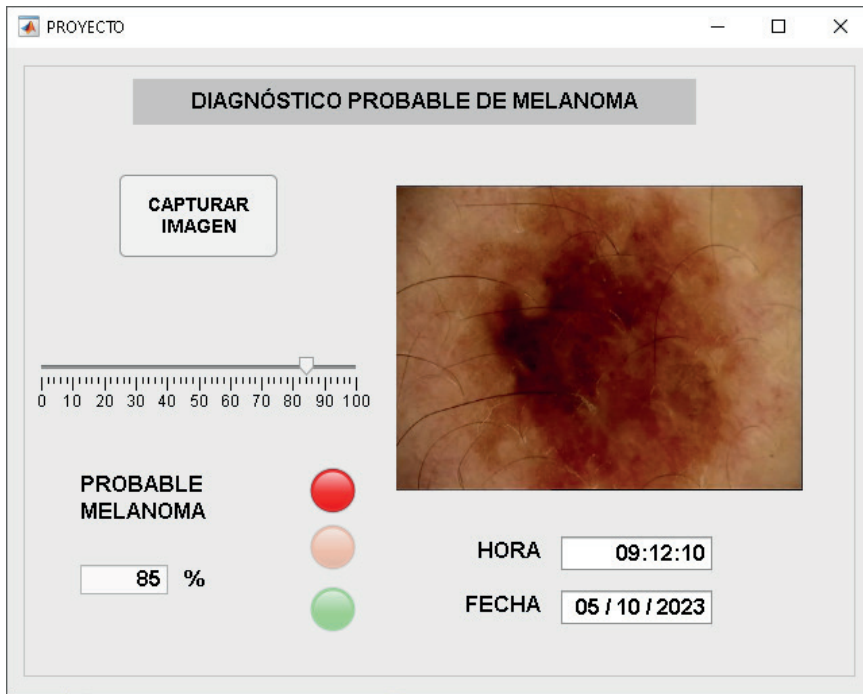 PROYECTO
DIAGNÓSTICO PROBABLE DE MELANOMA
CAPTURAR
IMAGEN
0 10 20 30 40 50 60 70 80 90 100
PROBABLE
MELANOMA
85 %
HORA 09:12:10
FECHA 05 / 10 / 2023